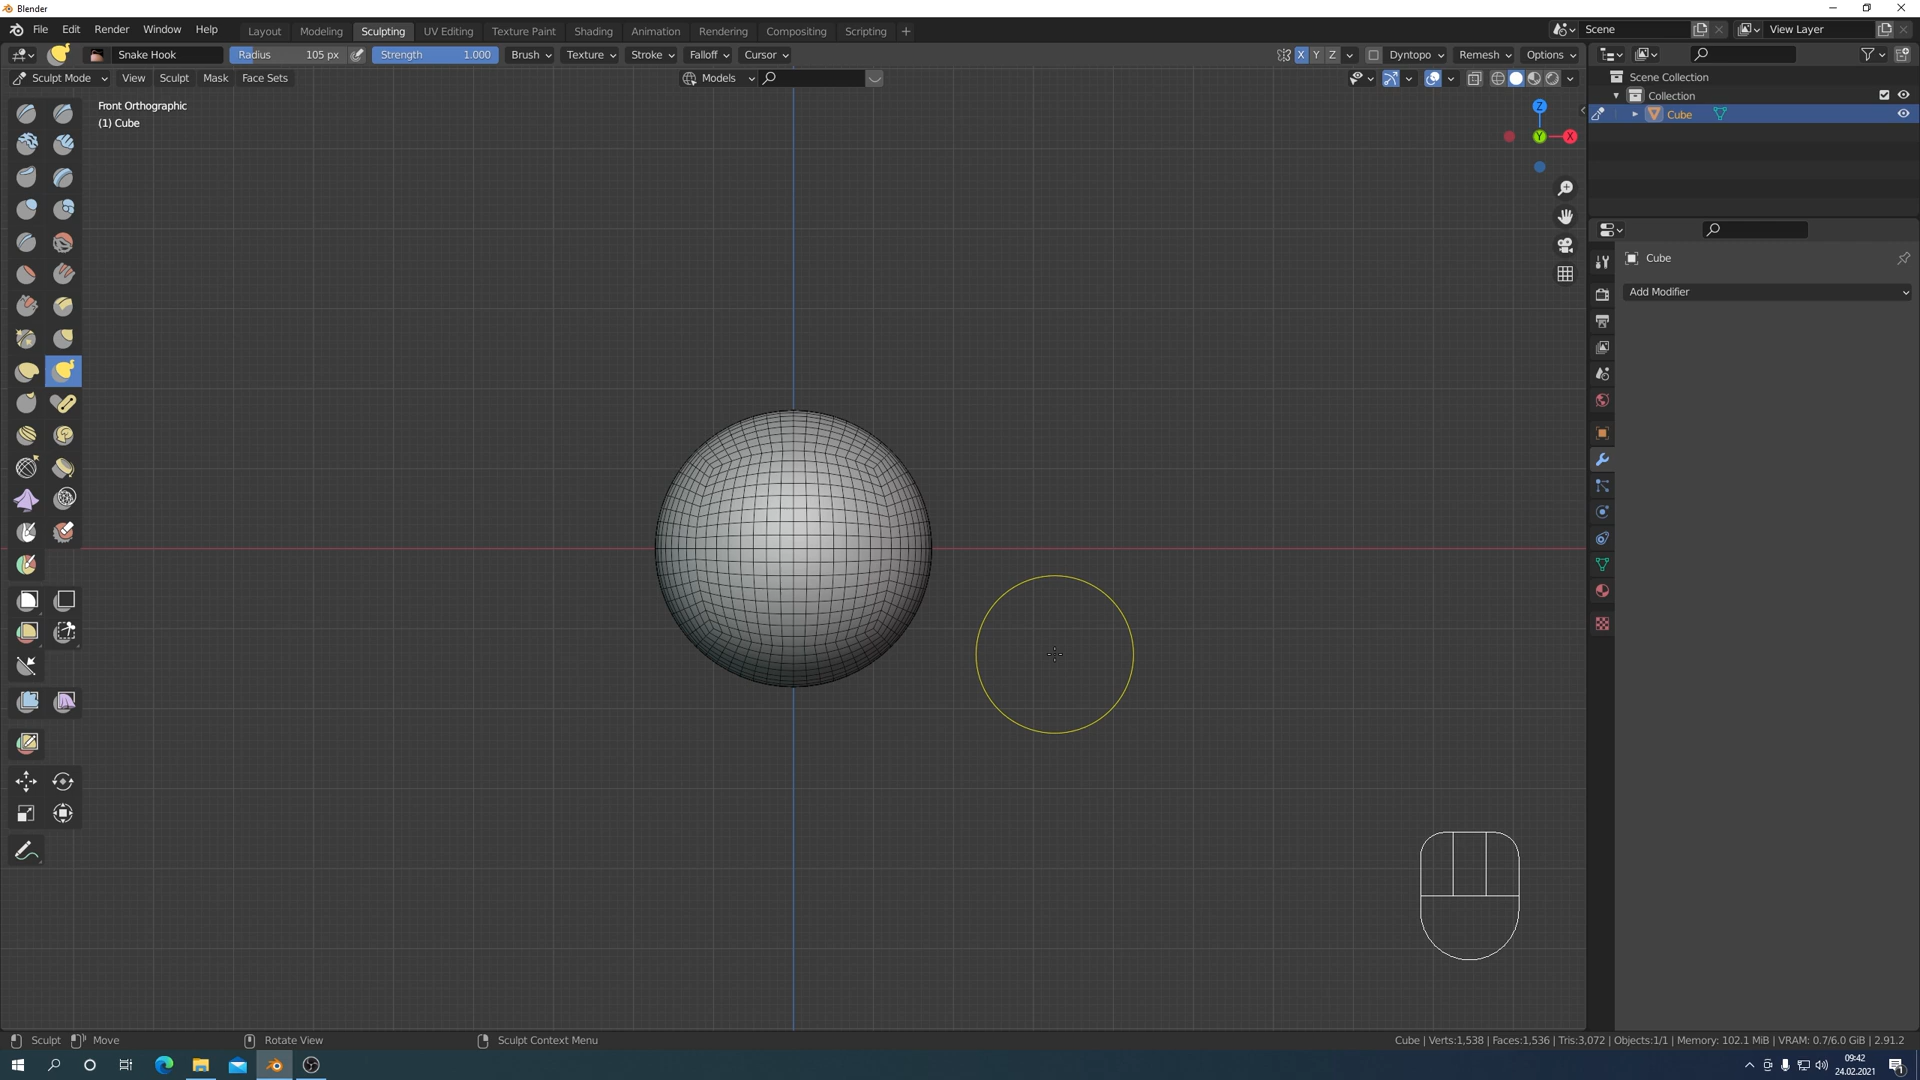 Blender
File Edit Render Window Help Layout Modeling Sculpting UV Editing Texture Paint Shading Animation Rendering Compositing Scripting + Scene View Layer
Snake Hook Radius 105 px Strength 1.000 Brush Texture Stroke Falloff Cursor X Y Z Dyntopo Remesh Options
Sculpt Mode View Sculpt Mask Face Sets Models Scene Collection
Collection
Front Orthographic
Z
Cube
(1) Cube
Y X
Cube
Add Modifier
Sculpt Move Rotate View Sculpt Context Menu Cube | Verts:1,538 | Faces:1,536 | Tris:3,072 | Objects:1/1 | Memory: 102.1 MiB | VRAM: 0.7/6.0 GiB | 2.91.2
09:42
24.02.2021
1